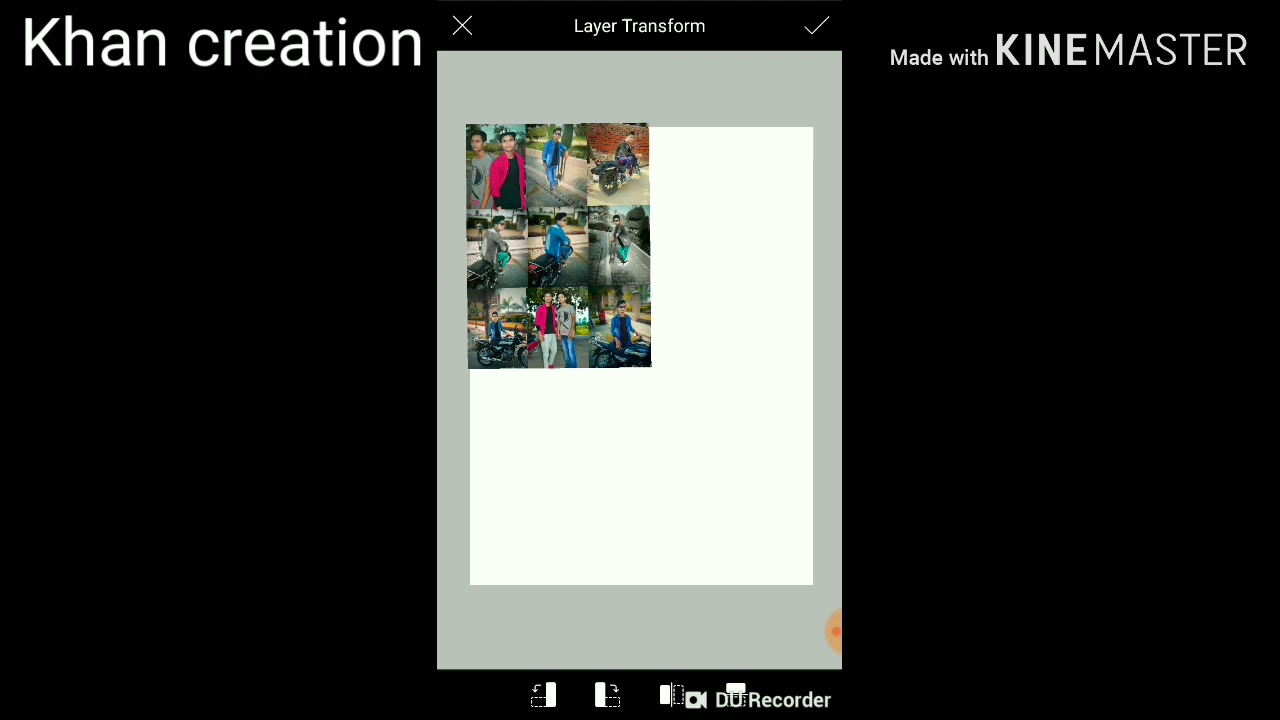 Khan creation
Layer Transform
Made with KINEMASTER
DU Recorder